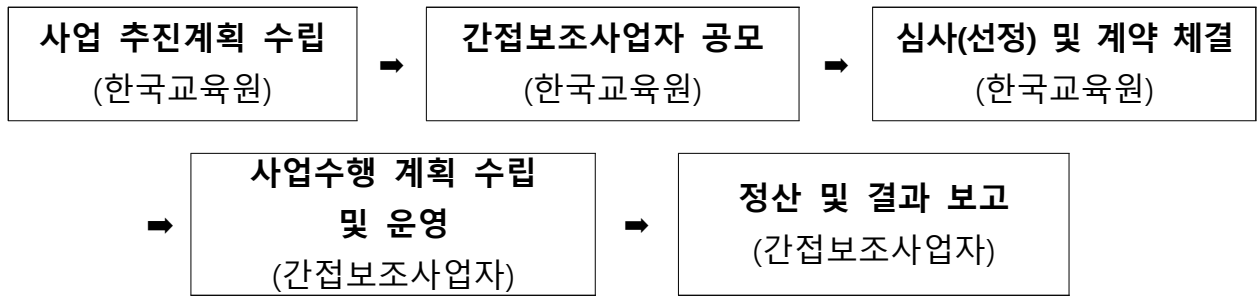 사업 추진계획 수립
(한국교육원)
➡
간접보조사업자 공모
(한국교육원)
➡
심사(선정) 및 계약 체결
(한국교육원)
➡
사업수행 계획 수립
및 운영
(간접보조사업자)
➡
정산 및 결과 보고
(간접보조사업자)